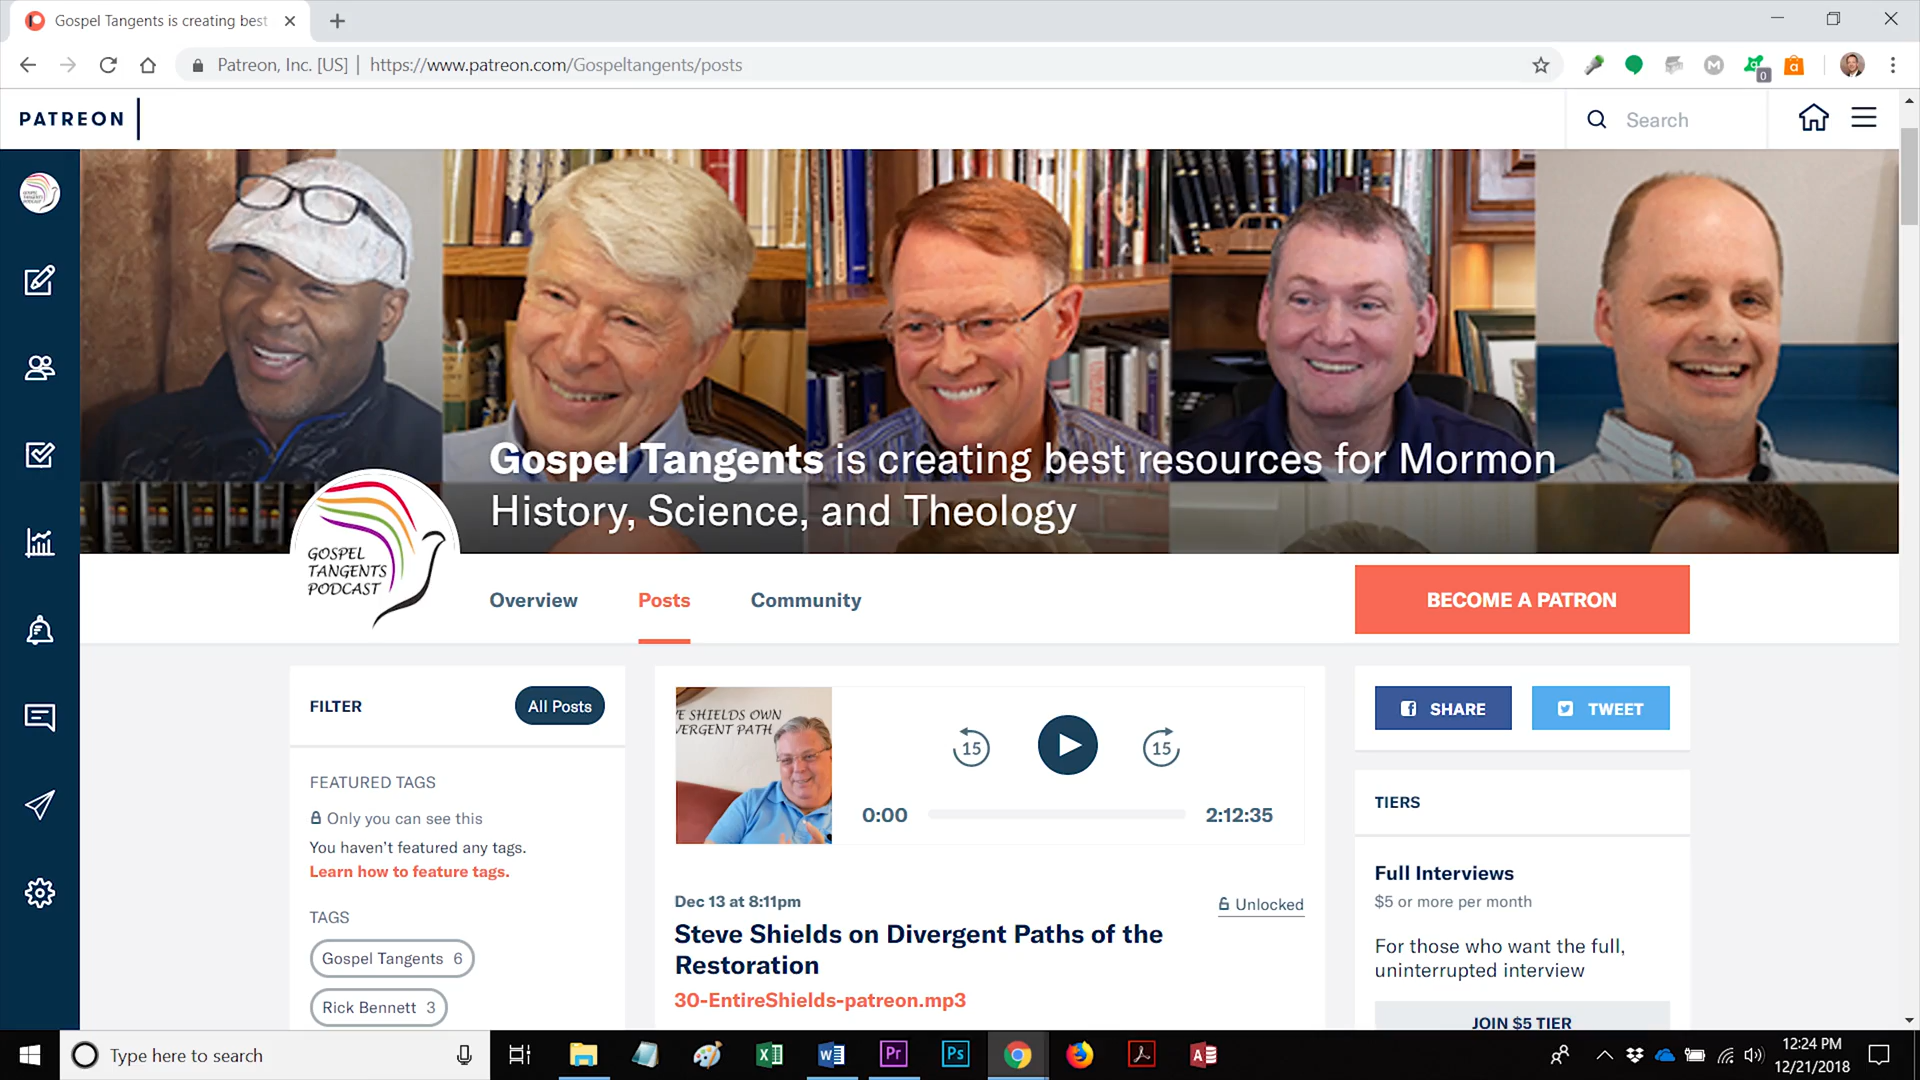 Gospel Tangents is creating best
Patreon, Inc. [US] | https://www.patreon.com/Gospeltangents/posts
0
PATREON
Search
Gospel Tangents is creating best resources for Mormon
History, Science, and Theology
GOSPEL
TANGENTS
PODCAST
Overview
Posts
Community
BECOME A PATRON
FILTER
All Posts
FEATURED TAGS
Only you can see this
You haven't featured any tags.
Learn how to feature tags.
TAGS
Gospel Tangents 6
Rick Bennett 3
E SHIELDS OWN
VERGENT PATH
15
15
0:00
2:12:35
Dec 13 at 8:11pm
Unlocked
Steve Shields on Divergent Paths of the
Restoration
30-EntireShields-patreon.mp3
SHARE
TWEET
TIERS
Full Interviews
$5 or more per month
For those who want the full,
uninterrupted interview
JOIN $5 TIER
Type here to search
Pr
Ps
12:24 PM
12/21/2018